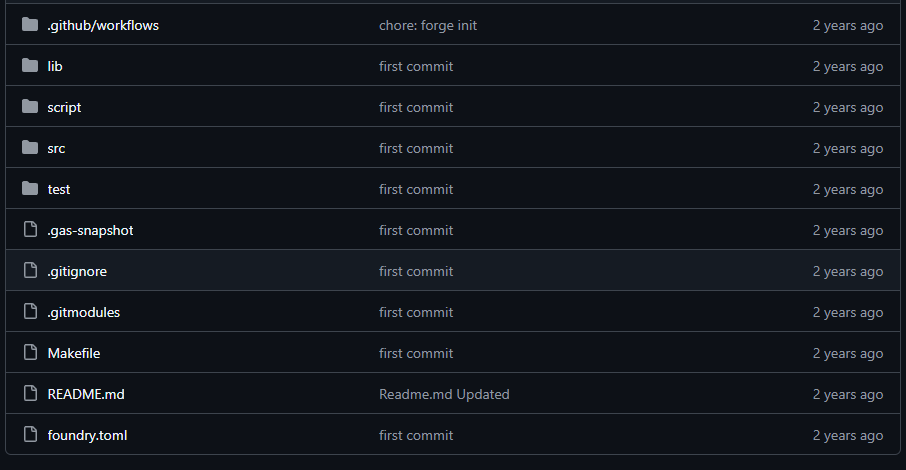 .github/workflows chore: forge init 2 years ago
lib first commit 2 years ago
script first commit 2 years ago
src first commit 2 years ago
test first commit 2 years ago
.gas-snapshot first commit 2 years ago
.gitignore first commit 2 years ago
.gitmodules first commit 2 years ago
Makefile first commit 2 years ago
README.md Readme.md Updated 2 years ago
foundry.toml first commit 2 years ago